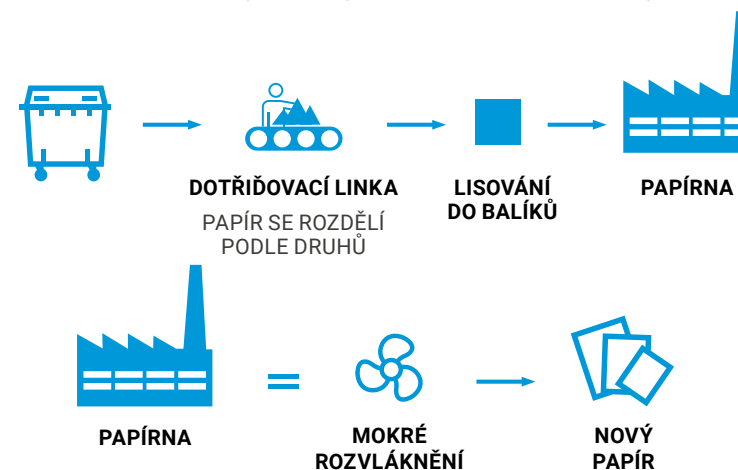 DOTŘIĎOVACÍ LINKA
PAPÍR SE ROZDĚLÍ
PODLE DRUHŮ
LISOVÁNÍ
DO BALÍKŮ
PAPÍRNA
PAPÍRNA
MOKRÉ
ROZVLÁKNĚNÍ
NOVÝ
PAPÍR